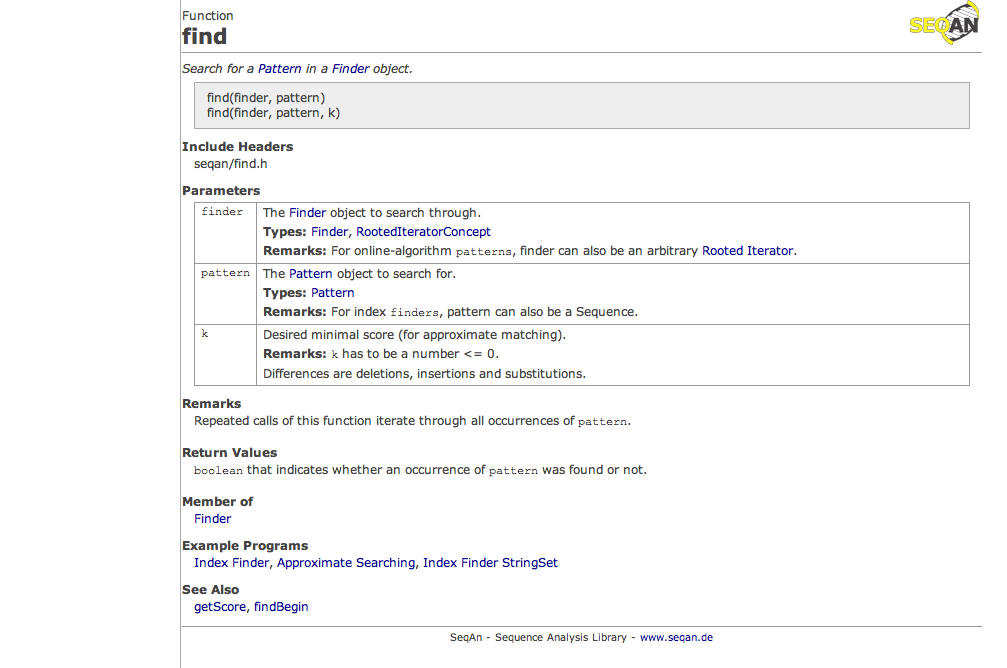 Function
SEQAN
find
Search for a Pattern in a Finder object.
find(finder, pattern)
find(finder, pattern, k)
Include Headers
seqan/find.h
Parameters
finder The Finder object to search through.
Types: Finder, RootedIteratorConcept
Remarks: For online-algorithm patterns, finder can also be an arbitrary Rooted Iterator.
pattern The Pattern object to search for.
Types: Pattern
Remarks: For index finders, pattern can also be a Sequence.
k Desired minimal score (for approximate matching).
Remarks: k has to be a number <= 0.
Differences are deletions, insertions and substitutions.
Remarks
Repeated calls of this function iterate through all occurrences of pattern.
Return Values
boolean that indicates whether an occurrence of pattern was found or not.
Member of
Finder
Example Programs
Index Finder, Approximate Searching, Index Finder StringSet
See Also
getScore, findBegin
SeqAn - Sequence Analysis Library - www.seqan.de